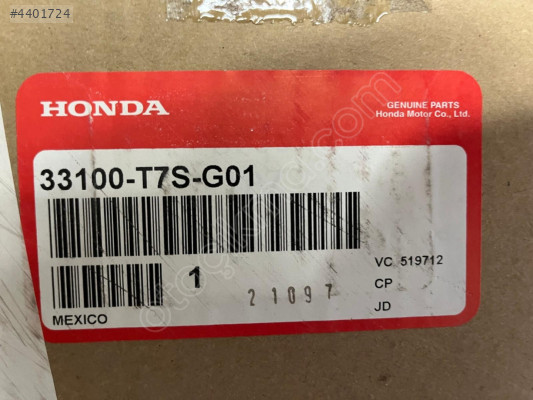 #4401724
HONDA
GENUINE PARTS
Honda Motor Co., Ltd.
33100-T7S-G01
1
VC 519712
21097
CP
MEXICO
JD